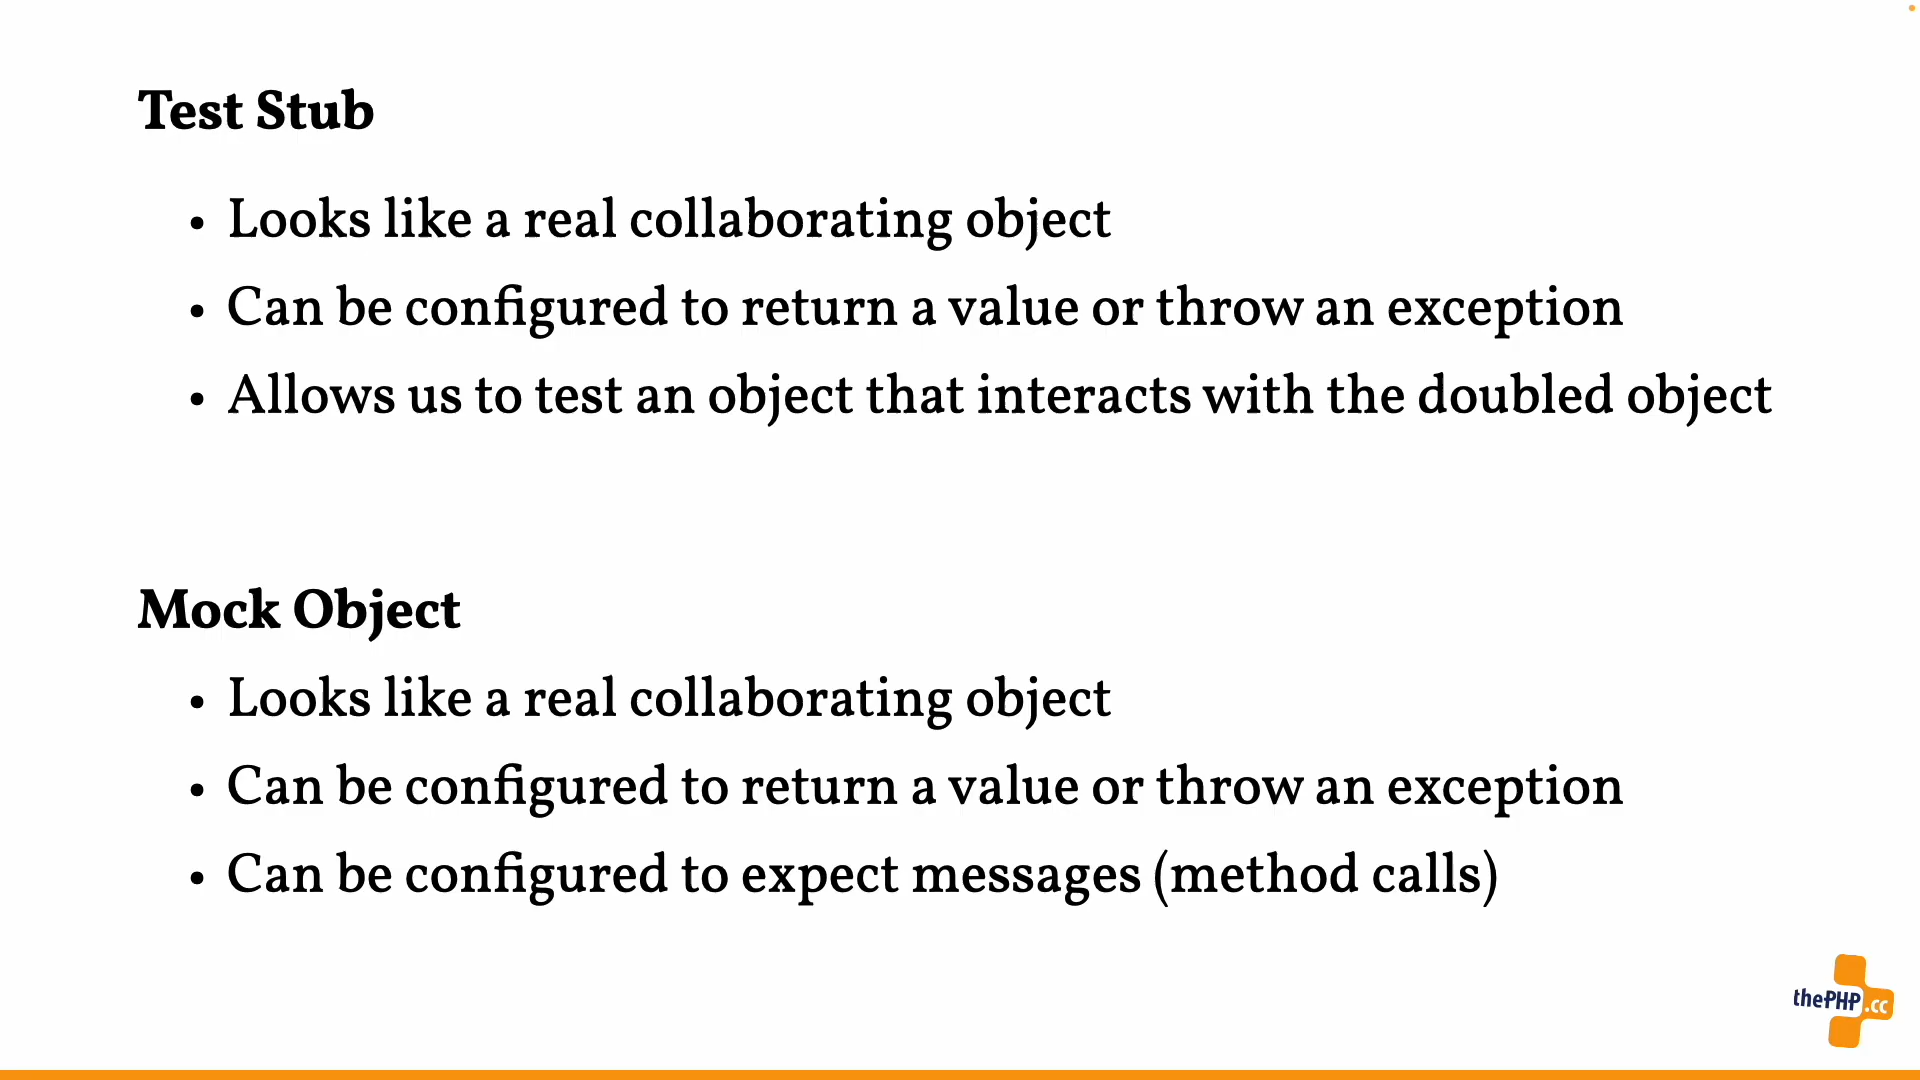 Test Stub
• Looks like a real collaborating object
• Can be configured to return a value or throw an exception
• Allows us to test an object that interacts with the doubled object
Mock Object
• Looks like a real collaborating object
• Can be configured to return a value or throw an exception
• Can be configured to expect messages (method calls)
thePHP.cc